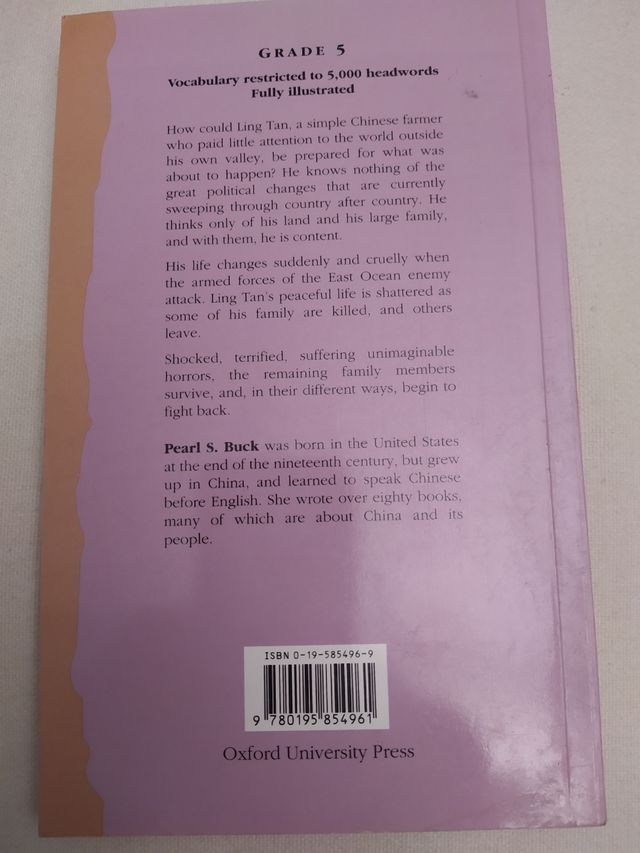 GRADE 5
Vocabulary restricted to 5,000 headwords
Fully illustrated
How could Ling Tan, a simple Chinese farmer
who paid little attention to the world outside
his own valley, be prepared for what was
about to happen? He knows nothing of the
great political changes that are currently
sweeping through country after country. He
thinks only of his land and his large family,
and with them, he is content.
His life changes suddenly and cruelly when
the armed forces of the East Ocean enemy
attack. Ling Tan's peaceful life is shattered as
some of his family are killed, and others
leave.
Shocked, terrified, suffering unimaginable
horrors, the remaining family members
survive, and, in their different ways, begin to
fight back.
Pearl S. Buck was born in the United States
at the end of the nineteenth century, but grew
up in China, and learned to speak Chinese
before English. She wrote over eighty books,
many of which are about China and its
people.
ISBN 0-19-585496-9
9 780195 854961
Oxford University Press